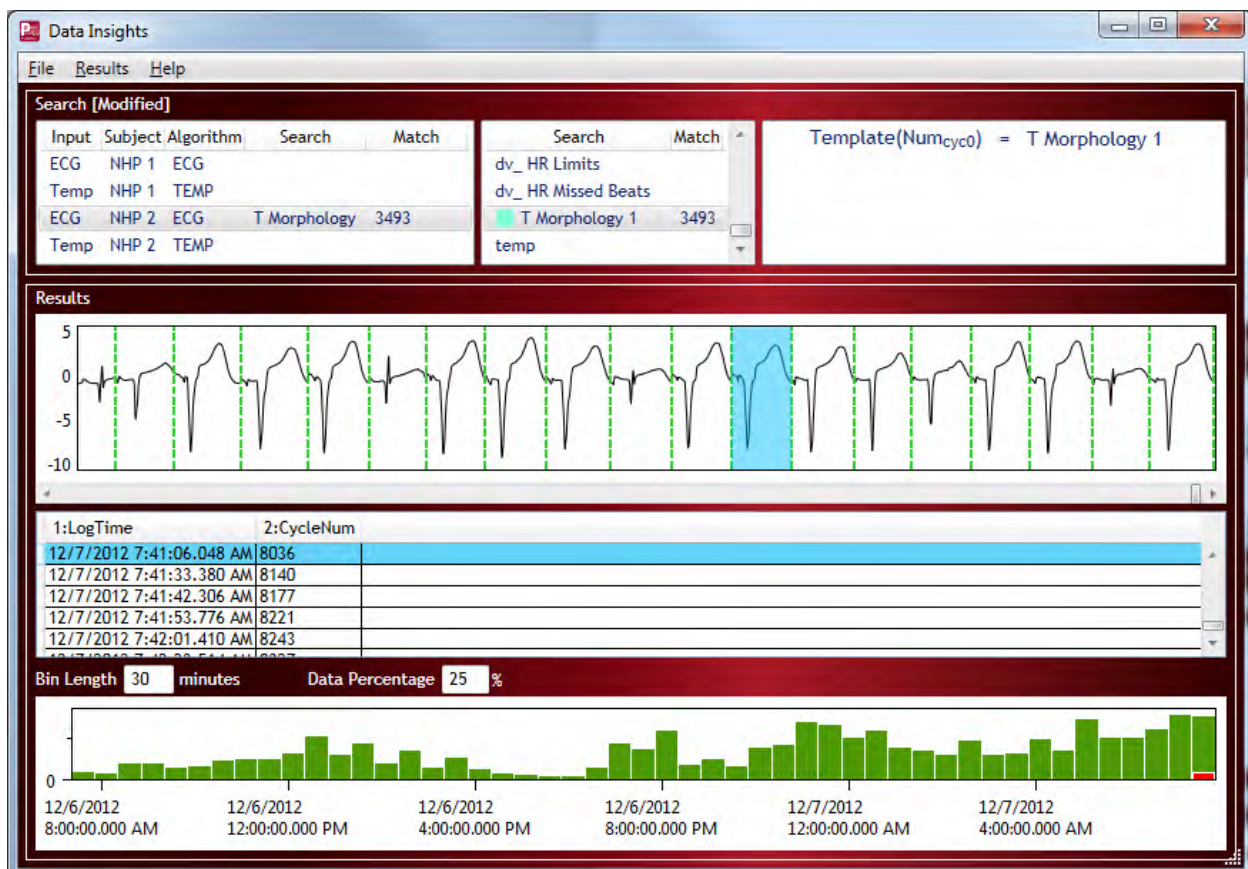 Data Insights
File Results Help
Search [Modified]
Input Subject Algorithm Search Match
ECG NHP 1 ECG
Temp NHP 1 TEMP
ECG NHP 2 ECG T Morphology 3493
Temp NHP 2 TEMP
Search Match
dv_ HR Limits
dv_ HR Missed Beats
T Morphology 1 3493
temp
Template(Numcyc0) = T Morphology 1
Results
5
0
-5
-10
1:LogTime 2:CycleNum
12/7/2012 7:41:06.048 AM 8036
12/7/2012 7:41:33.380 AM 8140
12/7/2012 7:41:42.306 AM 8177
12/7/2012 7:41:53.776 AM 8221
12/7/2012 7:42:01.410 AM 8243
Bin Length 30 minutes Data Percentage 25 %
0
12/6/2012 12/6/2012 12/6/2012 12/6/2012 12/7/2012 12/7/2012
8:00:00.000 AM 12:00:00.000 PM 4:00:00.000 PM 8:00:00.000 PM 12:00:00.000 AM 4:00:00.000 AM